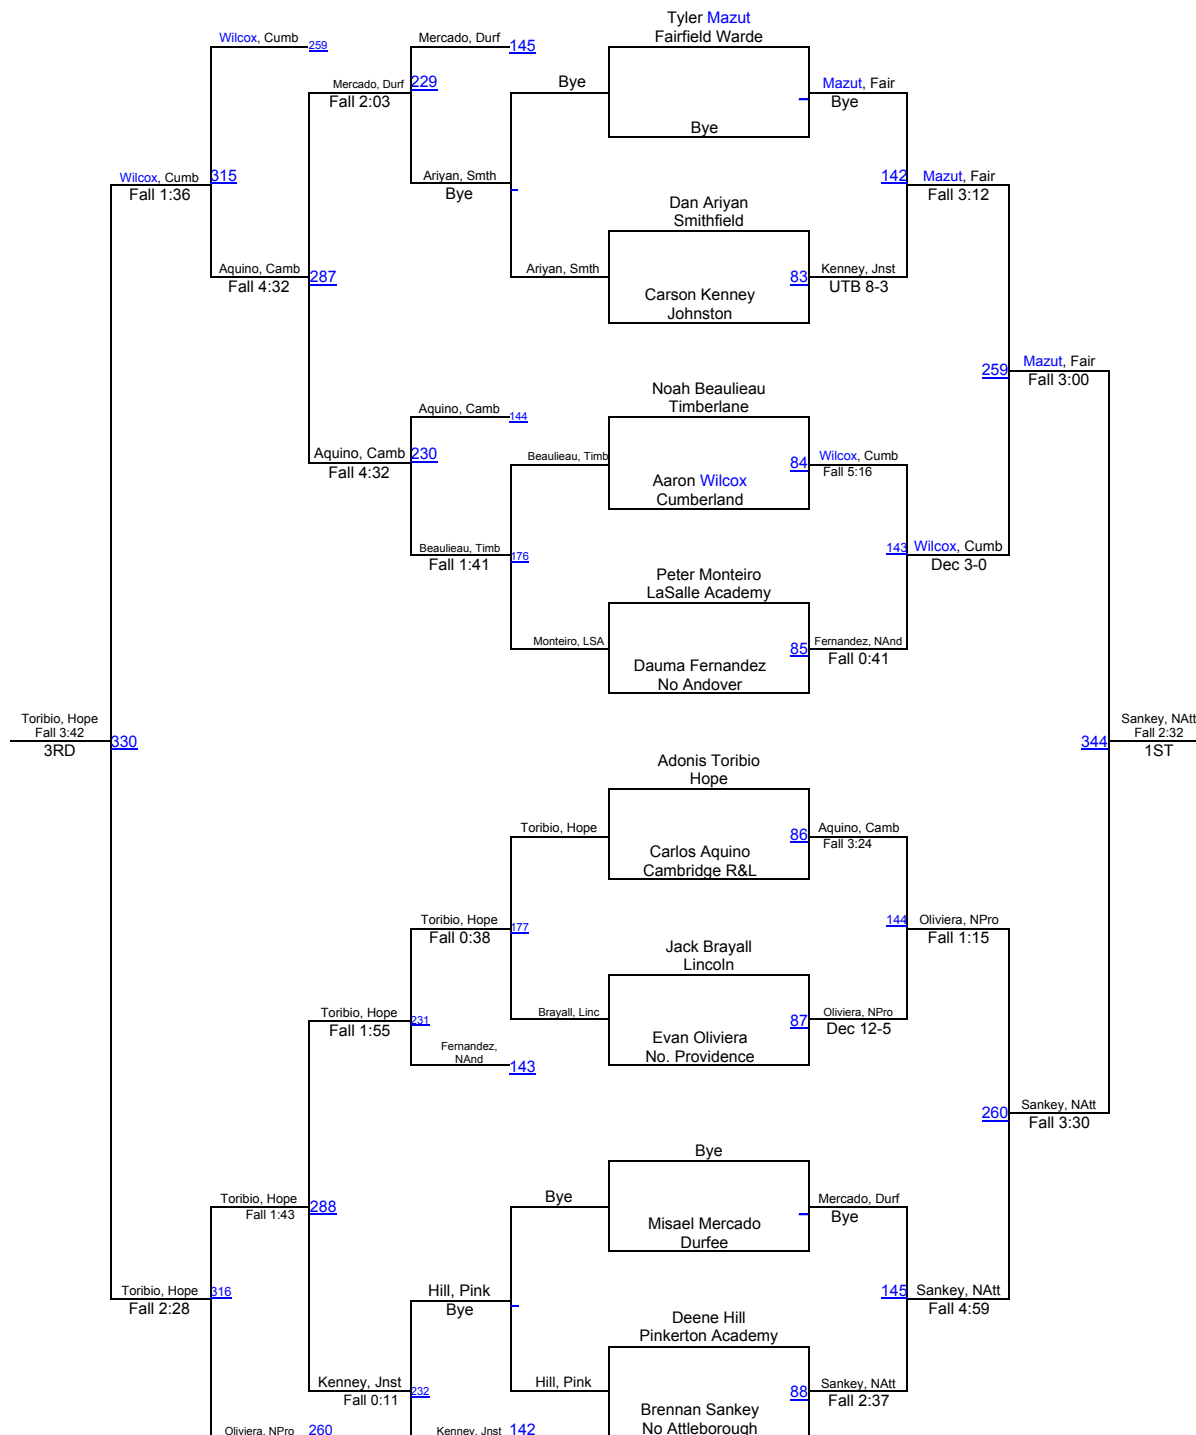 Tyler Mazut
Fairfield Warde
Wilcox, Cumb
259
Mercado, Durf
145
Mercado, Durf
229
Fall 2:03
Bye
Mazut, Fair
Bye
Bye
Wilcox, Cumb
315
Fall 1:36
Ariyan, Smth
Bye
142
Mazut, Fair
Fall 3:12
Dan Ariyan
Smithfield
Aquino, Camb
287
Fall 4:32
Ariyan, Smth
83
Kenney, Jnst
UTB 8-3
Carson Kenney
Johnston
259
Mazut, Fair
Fall 3:00
Noah Beaulieau
Timberlane
Aquino, Camb
144
Aquino, Camb
230
Fall 4:32
Beaulieau, Timb
84
Wilcox, Cumb
Fall 5:16
Aaron Wilcox
Cumberland
Beaulieau, Timb
176
Fall 1:41
143
Wilcox, Cumb
Dec 3-0
Peter Monteiro
LaSalle Academy
Monteiro, LSA
85
Fernandez, NAnd
Fall 0:41
Dauma Fernandez
No Andover
Toribio, Hope
Fall 3:42
3RD
330
344
Sankey, NAtt
Fall 2:32
1ST
Adonis Toribio
Hope
Toribio, Hope
86
Aquino, Camb
Fall 3:24
Carlos Aquino
Cambridge R&L
Toribio, Hope
177
Fall 0:38
144
Oliviera, NPro
Fall 1:15
Jack Brayall
Lincoln
Toribio, Hope
231
Fall 1:55
Brayall, Linc
87
Oliviera, NPro
Dec 12-5
Evan Oliviera
No. Providence
Fernandez,
NAnd
143
260
Sankey, NAtt
Fall 3:30
Bye
Toribio, Hope
288
Fall 1:43
Bye
Mercado, Durf
Bye
Misael Mercado
Durfee
Toribio, Hope
316
Fall 2:28
Hill, Pink
Bye
145
Sankey, NAtt
Fall 4:59
Deene Hill
Pinkerton Academy
Kenney, Jnst
232
Fall 0:11
Hill, Pink
88
Sankey, NAtt
Fall 2:37
Brennan Sankey
No Attleborough
Oliviera, NPro
260
Kenney, Jnst
142